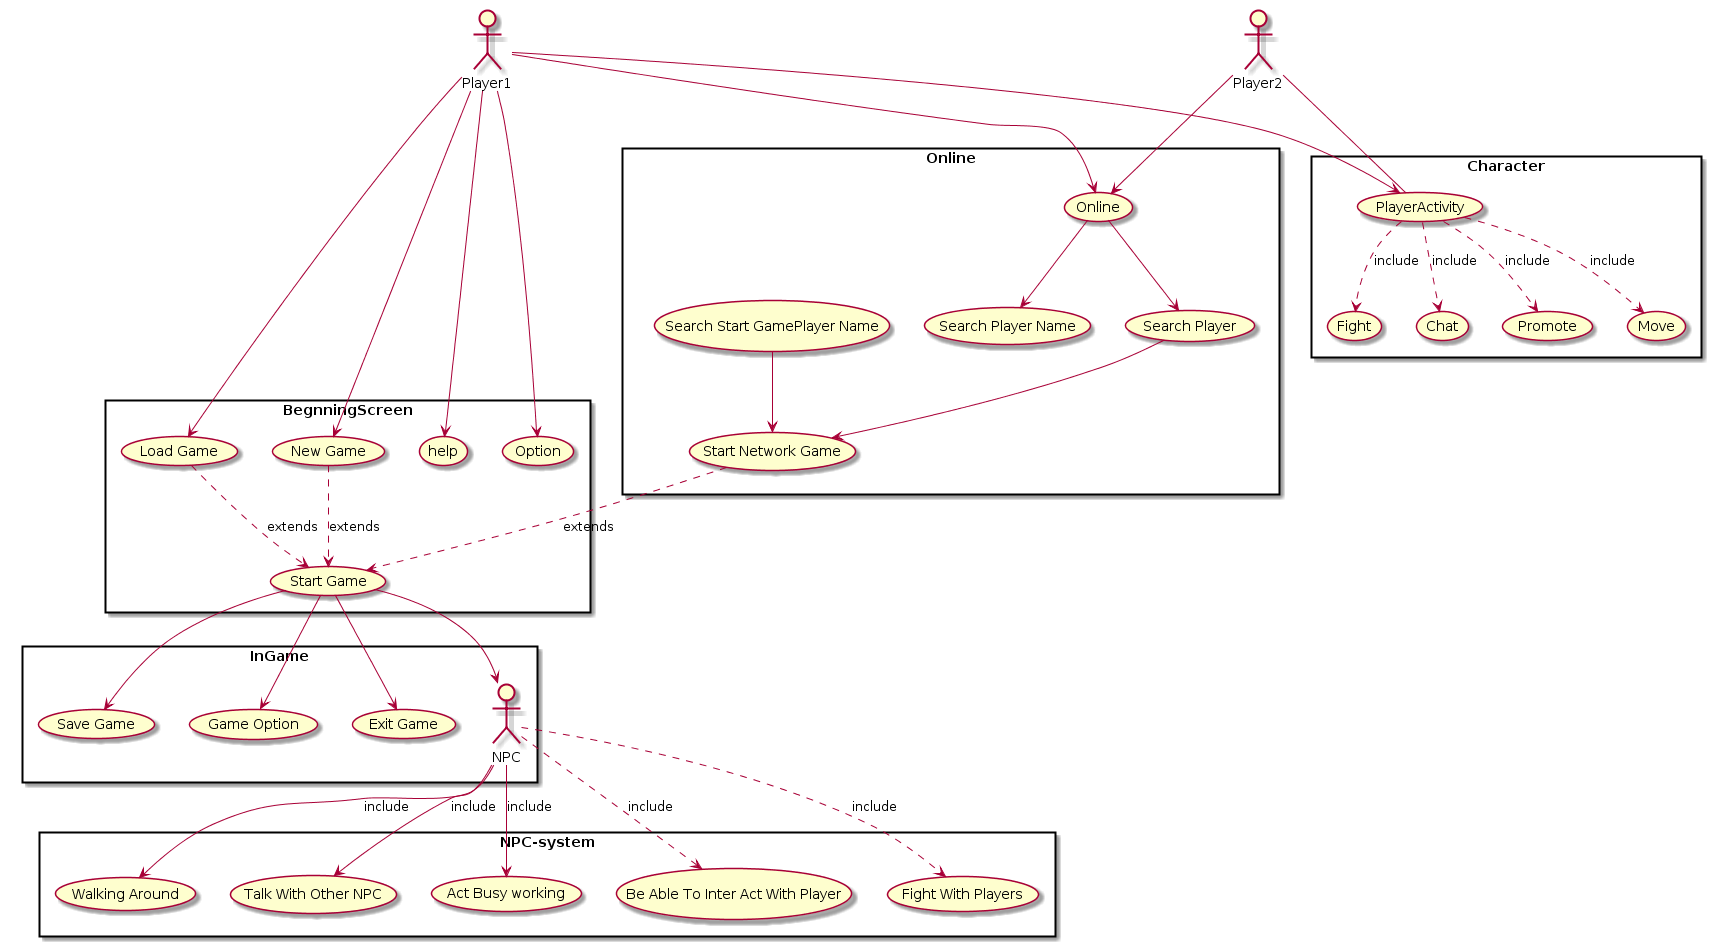 Player1
Player2
Online
Character
Online
PlayerActivity
include
include
include
include
Search Start GamePlayer Name
Search Player Name
Search Player
Fight
Chat
Promote
Move
BegnningScreen
Load Game
New Game
help
Option
Start Network Game
extends
extends
extends
Start Game
InGame
Save Game
Game Option
Exit Game
NPC
include
include
include
include
include
NPC-system
Walking Around
Talk With Other NPC
Act Busy working
Be Able To Inter Act With Player
Fight With Players